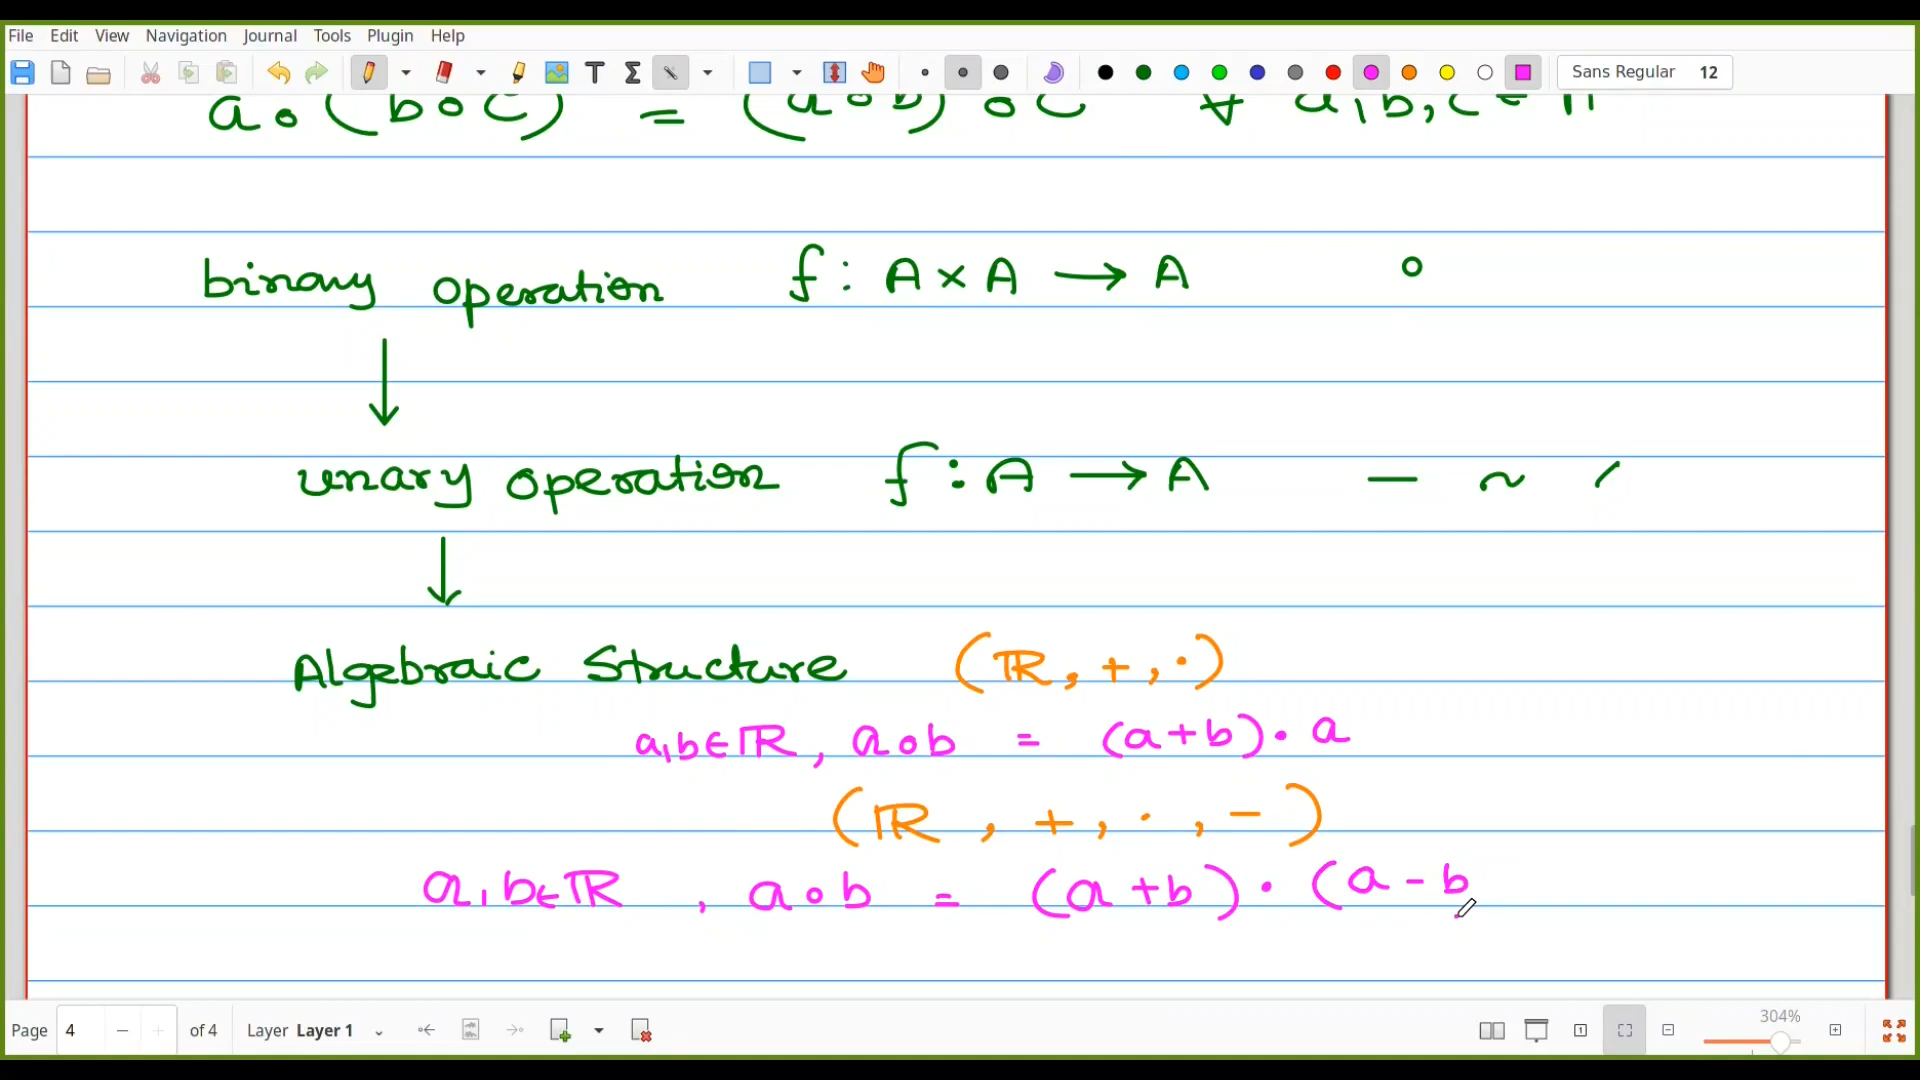 File Edit View Navigation Journal Tools Plugin Help
Sans Regular 12
a∘(b∘c) = (a∘b)∘c ∀ a,b,c ∈
binary operation f : A × A → A ∘
unary operation f : A → A — ~ ′
Algebraic Structure (ℝ, +, ·)
a,b∈ℝ, a∘b = (a+b)·a
(ℝ, +, ·, −)
a,b∈ℝ, a∘b = (a+b)·(a−b
Page 4 of 4 Layer Layer 1 304%